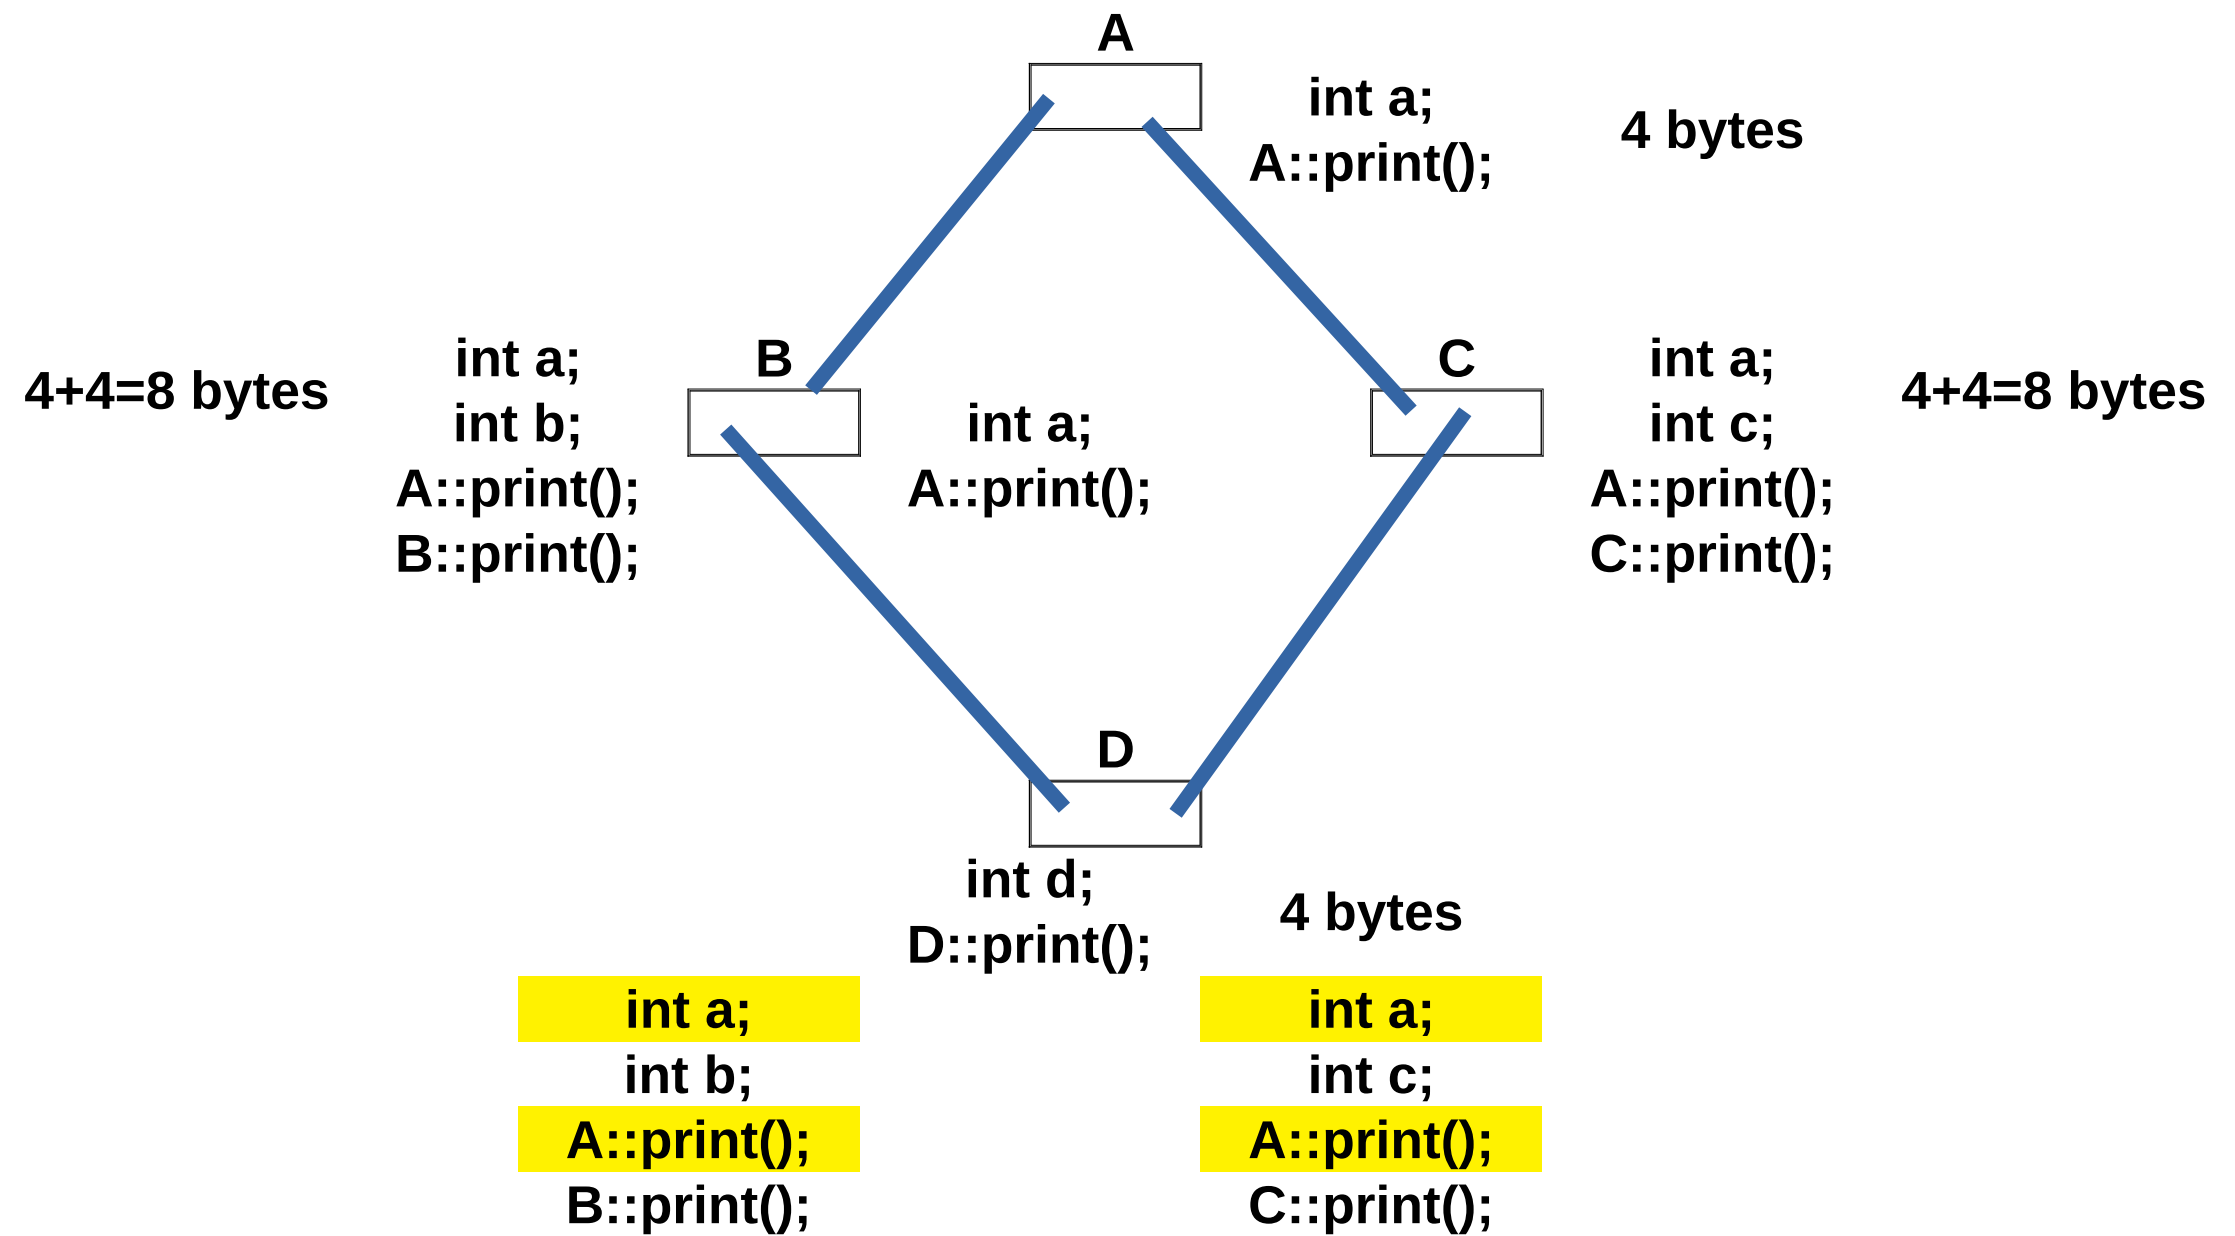 A
int a;
A::print();
4 bytes
4+4=8 bytes
int a;
int b;
A::print();
B::print();
B
int a;
A::print();
C
int a;
int c;
A::print();
C::print();
4+4=8 bytes
D
int d;
D::print();
4 bytes
int a;
int b;
A::print();
B::print();
int a;
int c;
A::print();
C::print();